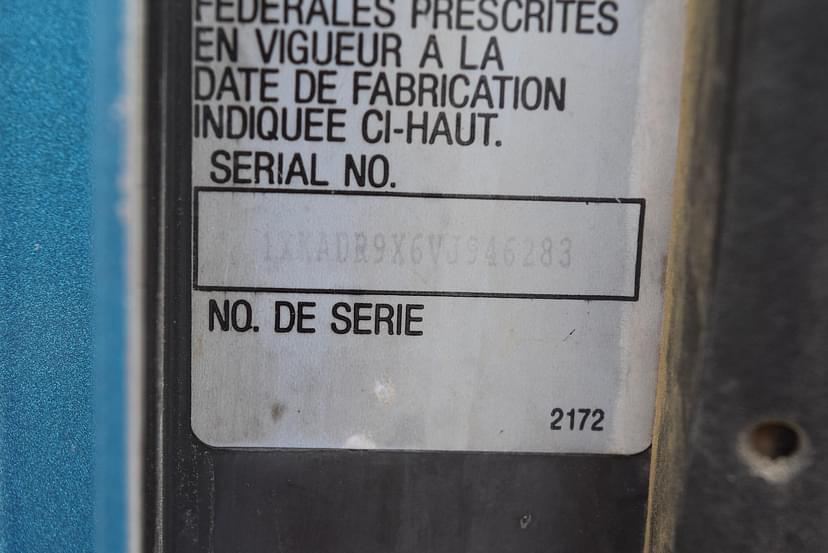 FEDERALES PRESCRITES
EN VIGUEUR A LA
DATE DE FABRICATION
INDIQUEE CI-HAUT.
SERIAL NO.
1XKADR9X6VJ946283
NO. DE SERIE
2172